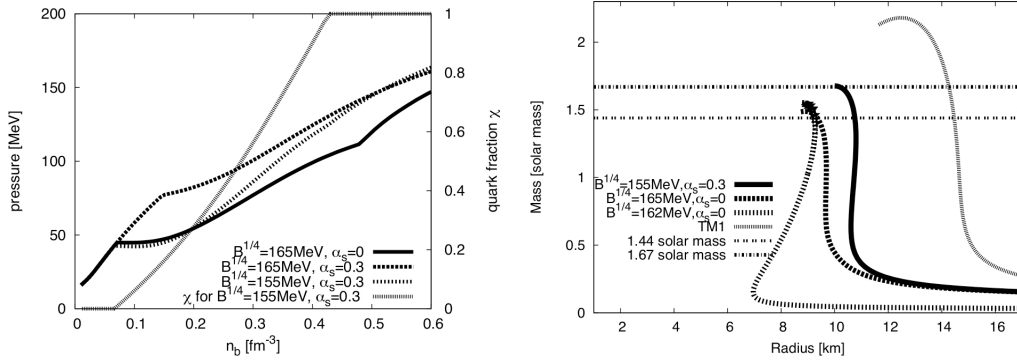 200
150
100
50
0
pressure [MeV]
1
0.8
0.6
0.4
0.2
0
quark fraction χ
B^1/4=165MeV, α_s=0
B^1/4=165MeV, α_s=0.3
B^1/4=155MeV, α_s=0.3
χ for B^1/4=155MeV, α_s=0.3
0 0.1 0.2 0.3 0.4 0.5 0.6
n_b [fm^-3]
2
1.5
1
0.5
0
Mass [solar mass]
B^1/4=155MeV,α_s=0.3
B^1/4=165MeV,α_s=0
B^1/4=162MeV,α_s=0
TM1
1.44 solar mass
1.67 solar mass
2 4 6 8 10 12 14 16
Radius [km]